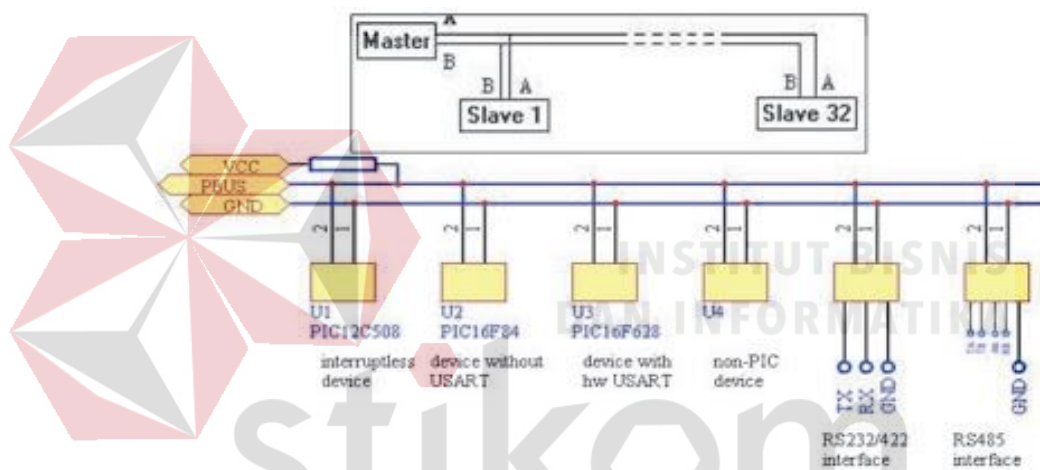 A
Master
B
B A
B A
Slave 1
Slave 32
VCC
PBUS
GND
2 1
2 1
2 1
2 1
2 1
2 1
INSTITUT BISNIS
DAN INFORMATIKA
U1
PIC12C508
interruptless
device
U2
PIC16F84
device without
USART
U3
PIC16F628
device with
hw USART
U4
non-PIC
device
TX
RX
GND
RS232/422
interface
GND
RS485
interface
stikom